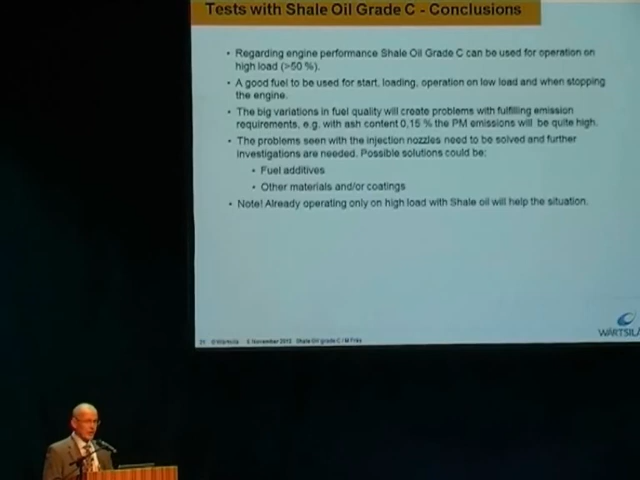 Tests with Shale Oil Grade C - Conclusions
• Regarding engine performance Shale Oil Grade C can be used for operation on
high load (>50 %).
• A good fuel to be used for start, loading, operation on low load and when stopping
the engine.
• The big variations in fuel quality will create problems with fulfilling emission
requirements, e.g. with ash content 0,15 % the PM emissions will be quite high.
• The problems seen with the injection nozzles need to be solved and further
investigations are needed. Possible solutions could be:
• Fuel additives
• Other materials and/or coatings
• Note! Already operating only on high load with Shale oil will help the situation.
WÄRTSILÄ
© Wärtsilä November Shale Oil grade C /